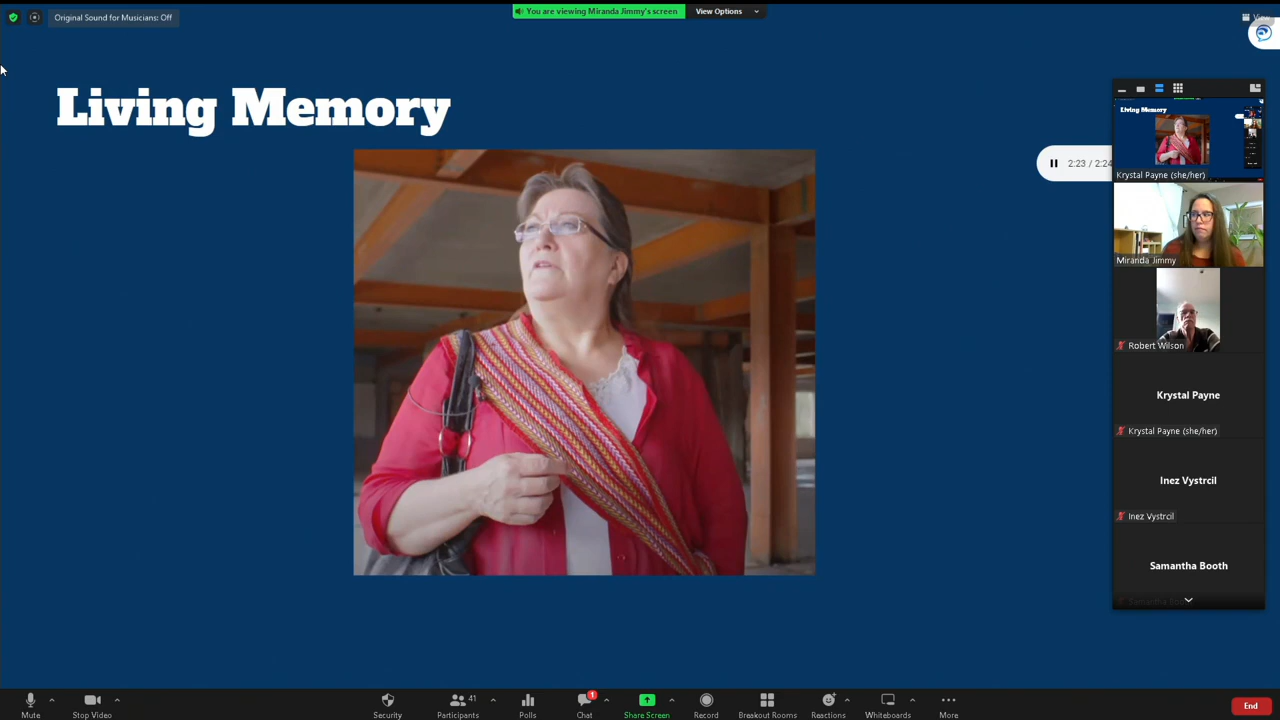 Original Sound for Musicians: Off
You are viewing Miranda Jimmy's screen
View Options
View
Living Memory
2:23 / 2:24
Living Memory
Krystal Payne (she/her)
Miranda Jimmy
Robert Wilson
Krystal Payne
Krystal Payne (she/her)
Inez Vystrcil
Inez Vystrcil
Samantha Booth
Mute
Stop Video
Security
41
Participants
Polls
1
Chat
Share Screen
Record
Breakout Rooms
Reactions
Whiteboards
More
End